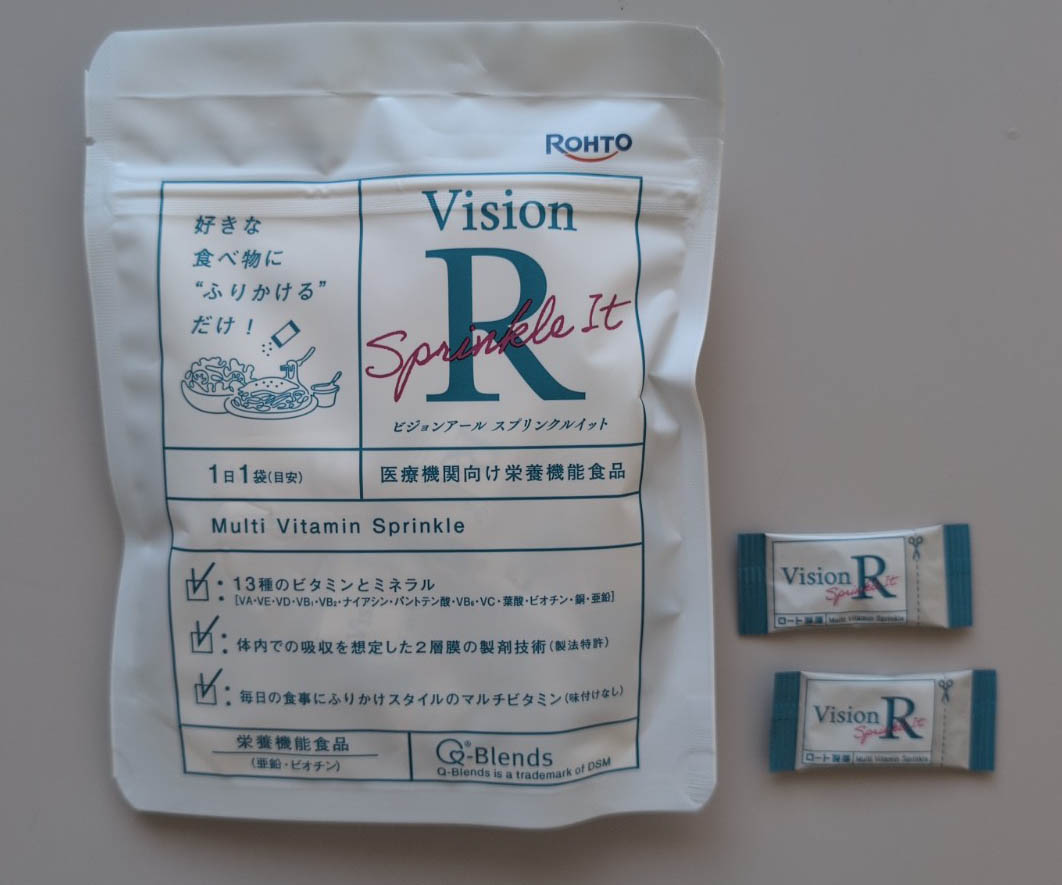 ROHTO
好きな
食べ物に
“ふりかける”
だけ！
Vision
R
Sprinkle It
ビジョンアール スプリンクルイット
1日1袋(目安)
医療機関向け栄養機能食品
Multi Vitamin Sprinkle
13種のビタミンとミネラル
[VA・VE・VD・VB₁・VB₂・ナイアシン・パントテン酸・VB₆・VC・葉酸・ビオチン・銅・亜鉛]
体内での吸収を想定した2層膜の製剤技術(製法特許)
毎日の食事にふりかけスタイルのマルチビタミン(味付けなし)
栄養機能食品
(亜鉛・ビオチン)
Q®-Blends
Q-Blends is a trademark of DSM
Vision R
Sprinkle It
ロート製薬 Multi Vitamin Sprinkle
Vision R
Sprinkle It
ロート製薬 Multi Vitamin Sprinkle